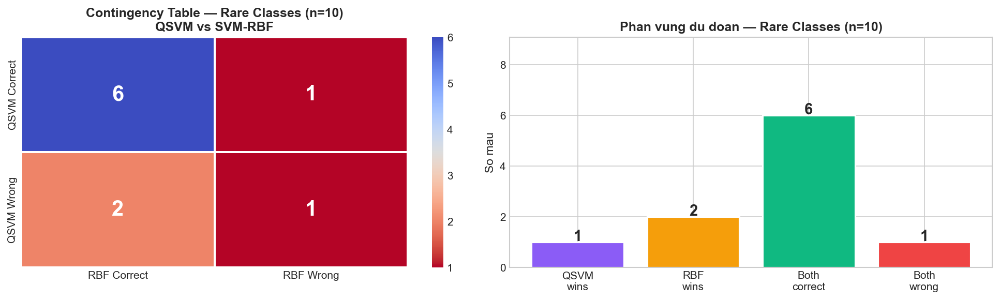 Contingency Table — Rare Classes (n=10)
QSVM vs SVM-RBF
QSVM Correct
QSVM Wrong
6
1
2
1
RBF Correct
RBF Wrong
6
5
4
3
2
1
Phan vung du doan — Rare Classes (n=10)
So mau
8
6
4
2
0
1
2
6
1
QSVM
wins
RBF
wins
Both
correct
Both
wrong